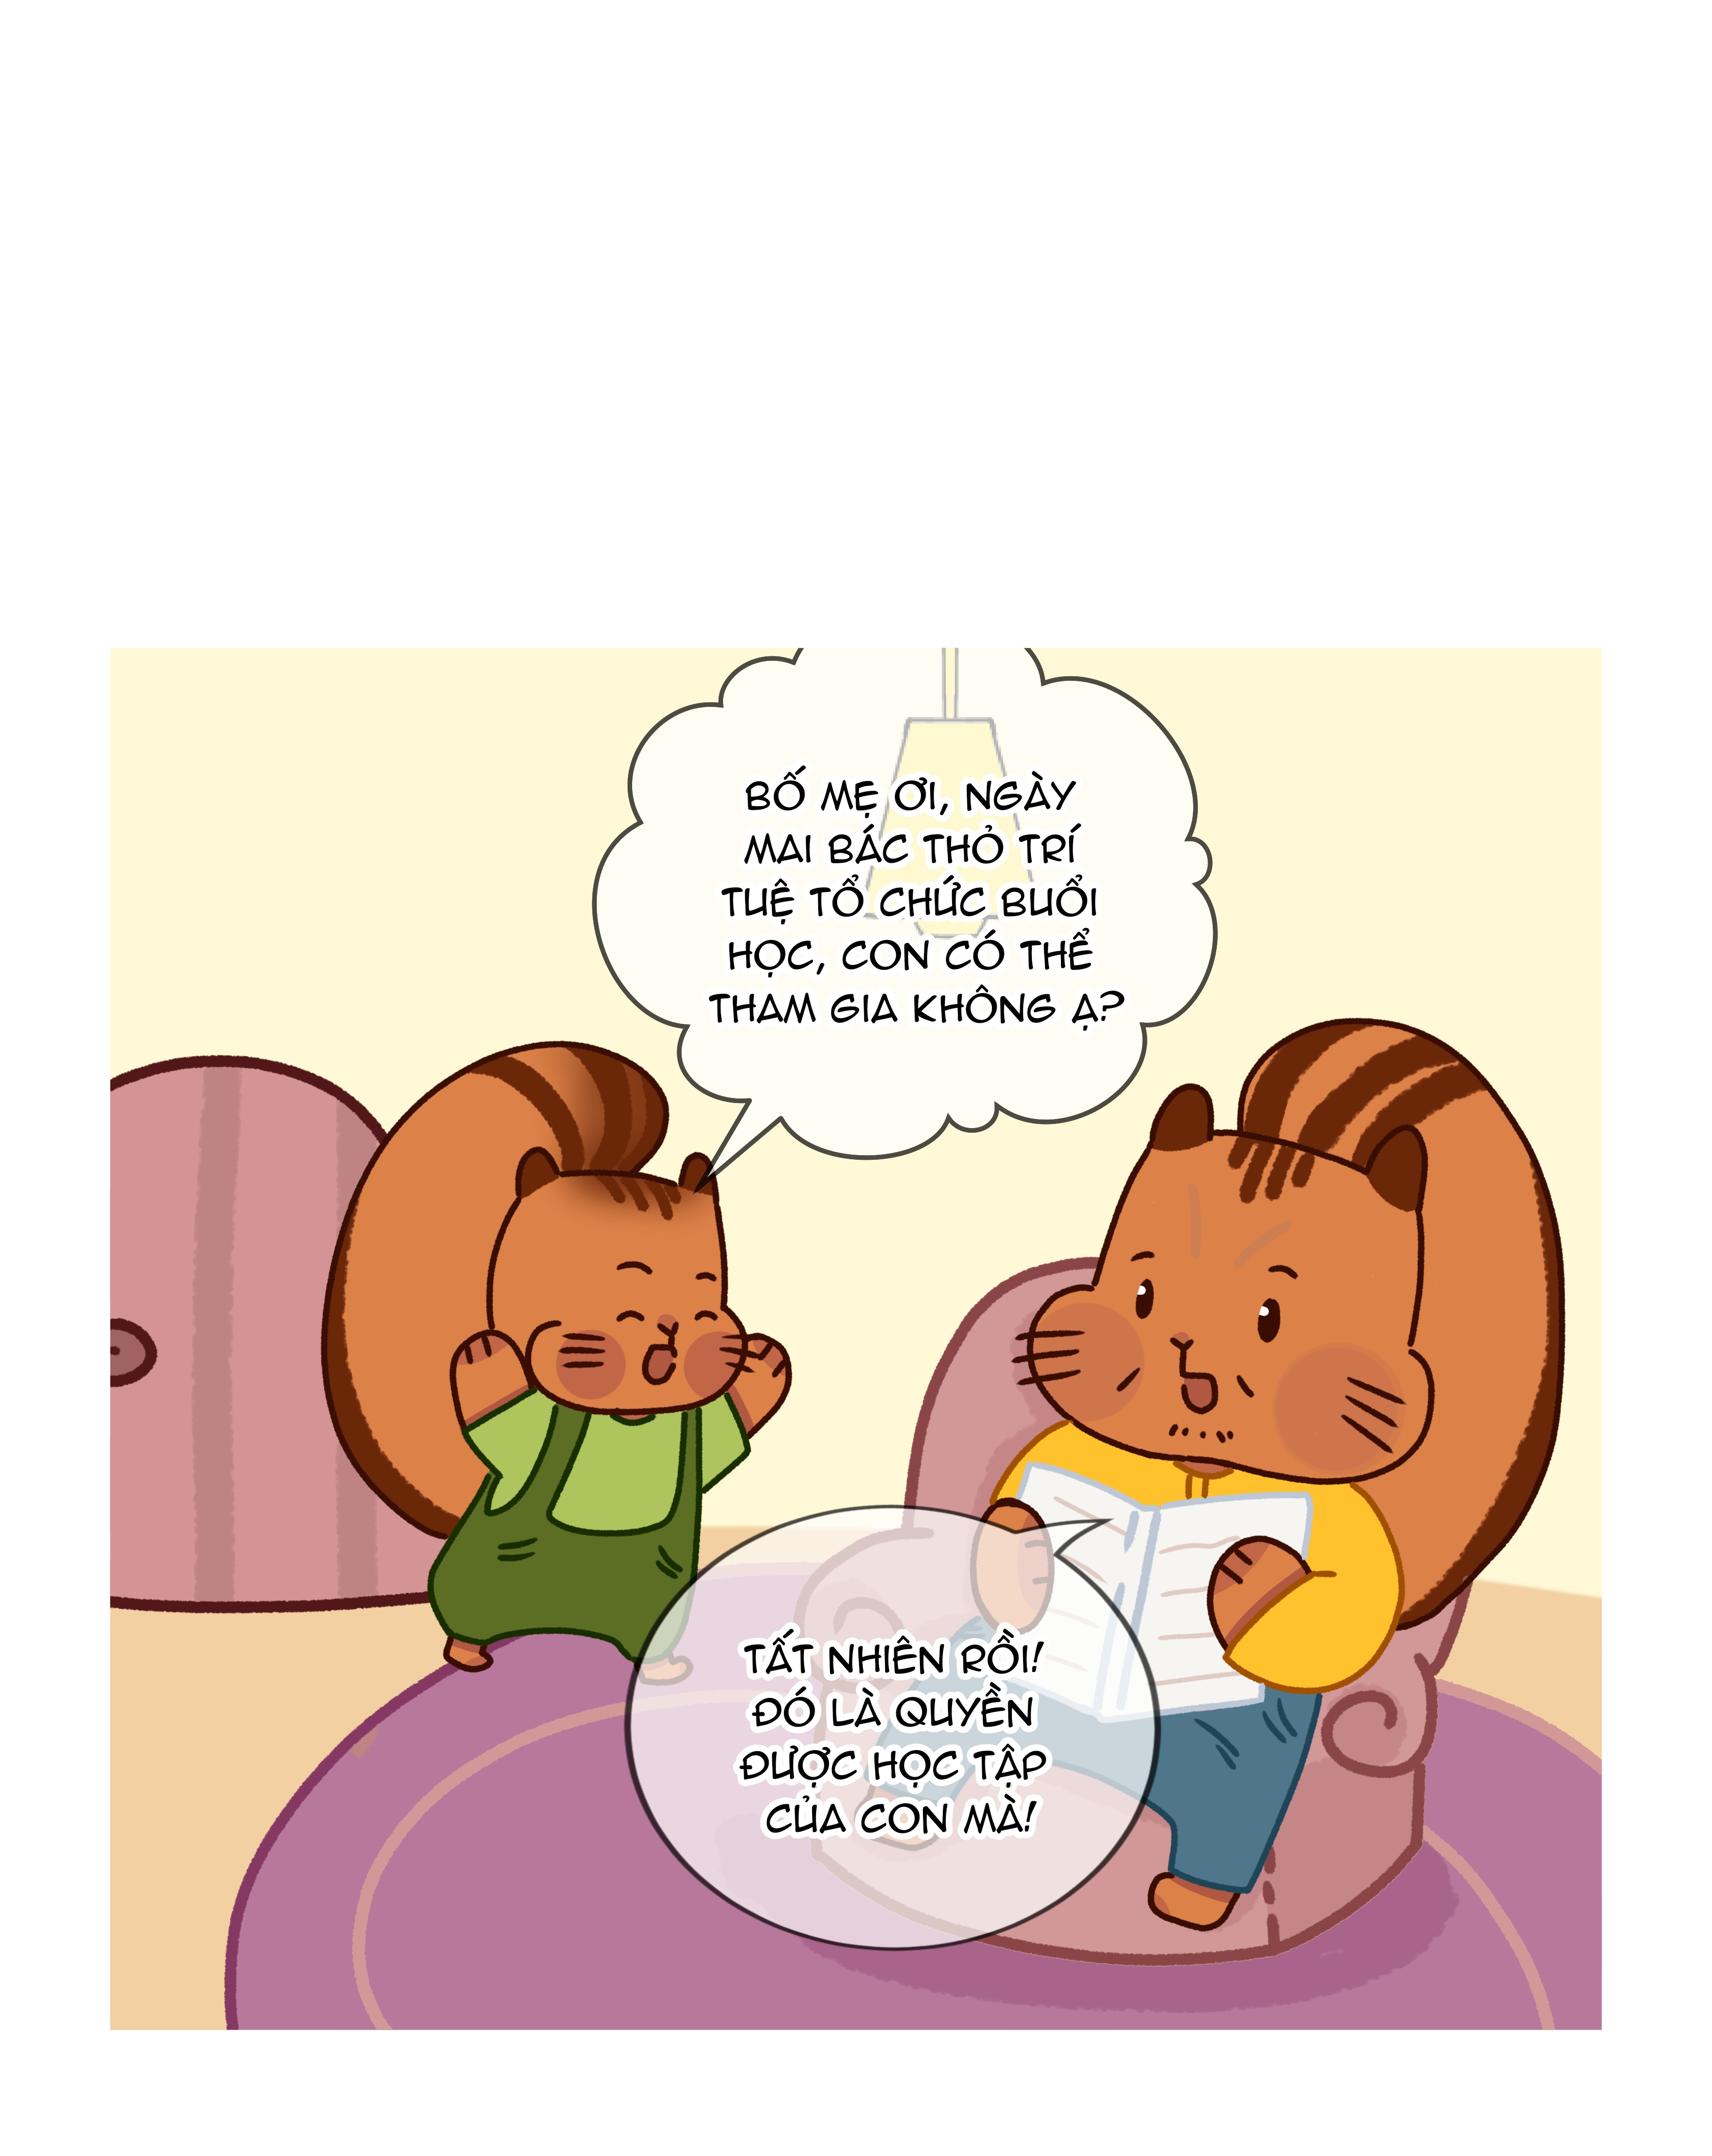 BỐ MẸ ƠI, NGÀY
MAI BÁC THỎ TRÍ
TUỆ TỔ CHỨC BUỔI
HỌC, CON CÓ THỂ
THAM GIA KHÔNG Ạ?
TẤT NHIÊN RỒI!
ĐÓ LÀ QUYỀN
ĐƯỢC HỌC TẬP
CỦA CON MÀ!